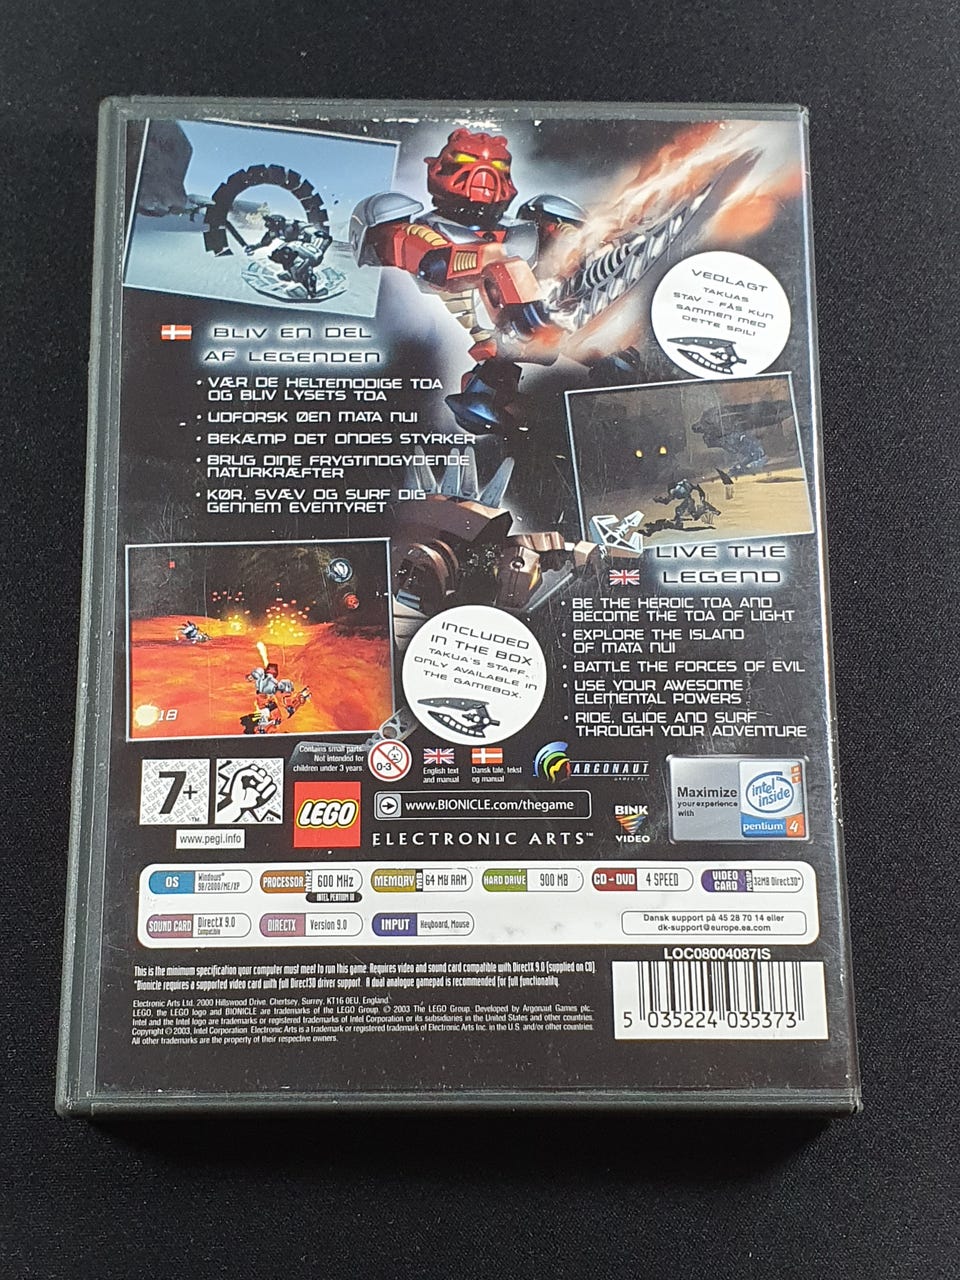 VEDLAGT
TAKUAS
STAV - FÅS KUN
SAMMEN MED
DETTE SPIL!
BLIV EN DEL
AF LEGENDEN
• VÆR DE HELTEMODIGE TOA
OG BLIV LYSETS TOA
• UDFORSK ØEN MATA NUI
• BEKÆMP DET ONDES STYRKER
• BRUG DINE FRYGTINDGYDENDE
NATURKRÆFTER
• KØR, SVÆV OG SURF DIG
GENNEM EVENTYRET
LIVE THE
LEGEND
• BE THE HEROIC TOA AND
BECOME THE TOA OF LIGHT
• EXPLORE THE ISLAND
OF MATA NUI
• BATTLE THE FORCES OF EVIL
• USE YOUR AWESOME
ELEMENTAL POWERS
• RIDE, GLIDE AND SURF
THROUGH YOUR ADVENTURE
INCLUDED
IN THE BOX
TAKUA'S STAFF.
ONLY AVAILABLE IN
THE GAMEBOX.
18
7+
www.pegi.info
Contains small parts.
Not intended for
children under 3 years.
0-3
English text
and manual
Dansk tale, tekst
og manual
ARGONAUT
GAMES PLC
LEGO
www.BIONICLE.com/thegame
ELECTRONIC ARTS™
BINK
VIDEO
Maximize
your experience
with
intel
inside
pentium 4
OS Windows® 98/2000/ME/XP
PROCESSOR 600 MHz
INTEL PENTIUM III
MEMORY 64 MB RAM
HARD DRIVE 900 MB
CD-DVD 4 SPEED
VIDEO CARD 32MB Direct3D*
SOUND CARD DirectX 9.0 Compatible
DIRECTX Version 9.0
INPUT Keyboard, Mouse
Dansk support på 45 28 70 14 eller
dk-support@europe.ea.com
This is the minimum specification your computer must meet to run this game. Requires video and sound card compatible with DirectX 9.0 (supplied on CD).
*Bionicle requires a supported video card with full Direct3D driver support. A dual analogue gamepad is recommended for full functionality.
Electronic Arts Ltd. 2000 Hillswood Drive, Chertsey, Surrey, KT16 0EU, England.
LEGO, the LEGO logo and BIONICLE are trademarks of the LEGO Group. © 2003 The LEGO Group. Developed by Argonaut Games plc.
Intel and the Intel logo are trademarks or registered trademarks of Intel Corporation or its subsidiaries in the United States and other countries.
Copyright © 2003, Intel Corporation. Electronic Arts is a trademark or registered trademark of Electronic Arts Inc. in the U.S. and/or other countries.
All other trademarks are the property of their respective owners.
LOC08004087IS
5 035224 035373